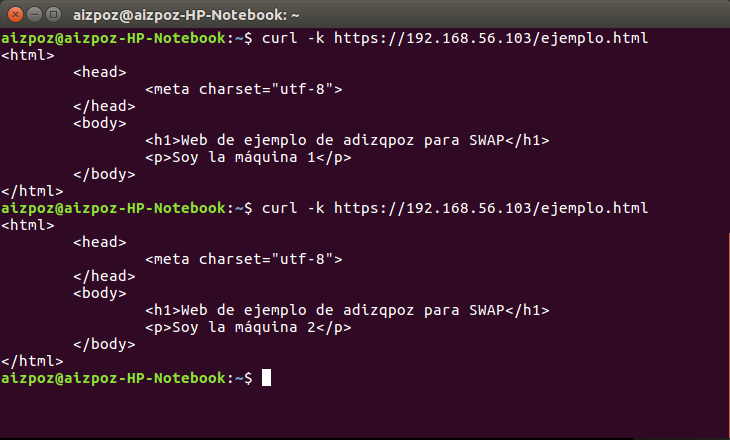 aizpoz@aizpoz-HP-Notebook: ~
aizpoz@aizpoz-HP-Notebook:~$ curl -k https://192.168.56.103/ejemplo.html
<html>
        <head>
                <meta charset="utf-8">
        </head>
        <body>
                <h1>Web de ejemplo de adizqpoz para SWAP</h1>
                <p>Soy la máquina 1</p>
        </body>
</html>
aizpoz@aizpoz-HP-Notebook:~$ curl -k https://192.168.56.103/ejemplo.html
<html>
        <head>
                <meta charset="utf-8">
        </head>
        <body>
                <h1>Web de ejemplo de adizqpoz para SWAP</h1>
                <p>Soy la máquina 2</p>
        </body>
</html>
aizpoz@aizpoz-HP-Notebook:~$